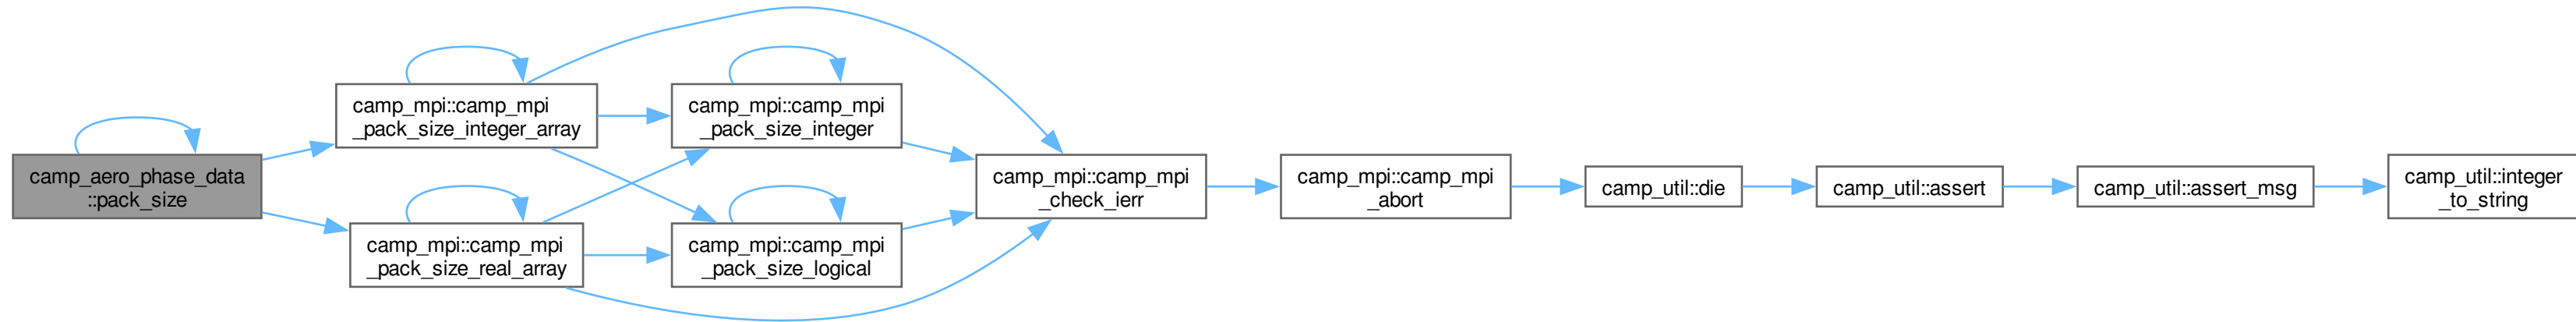 camp_aero_phase_data
::pack_size
camp_mpi::camp_mpi
_pack_size_integer_array
camp_mpi::camp_mpi
_pack_size_real_array
camp_mpi::camp_mpi
_pack_size_integer
camp_mpi::camp_mpi
_pack_size_logical
camp_mpi::camp_mpi
_check_ierr
camp_mpi::camp_mpi
_abort
camp_util::die
camp_util::assert
camp_util::assert_msg
camp_util::integer
_to_string